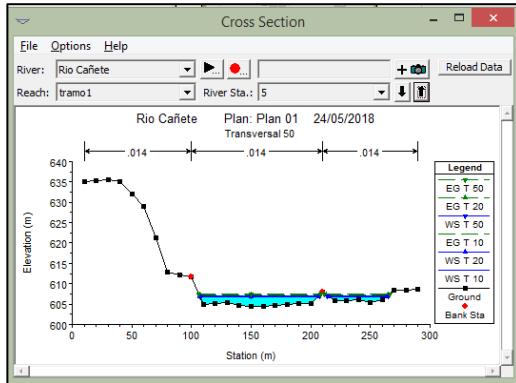 Cross Section
File Options Help
River: Rio Cañete
Reload Data
Reach: tramo1 River Sta.: 5
Rio Cañete Plan: Plan 01 24/05/2018
Transversal 50
.014 .014 .014
Legend
EG T 50
EG T 20
WS T 50
EG T 10
WS T 20
WS T 10
Ground
Bank Sta
Elevation (m)
640
635
630
625
620
615
610
605
600
0 50 100 150 200 250 300
Station (m)